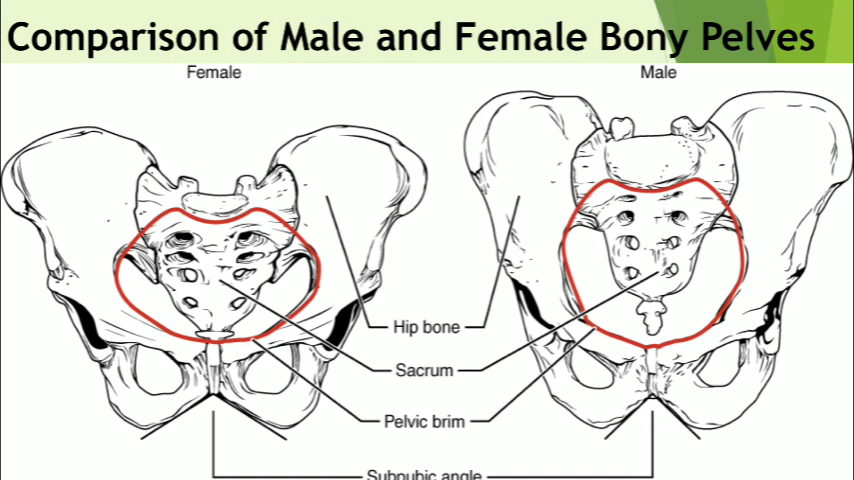 Comparison of Male and Female Bony Pelves
Female
Male
Hip bone
Sacrum
Pelvic brim
Subpubic angle